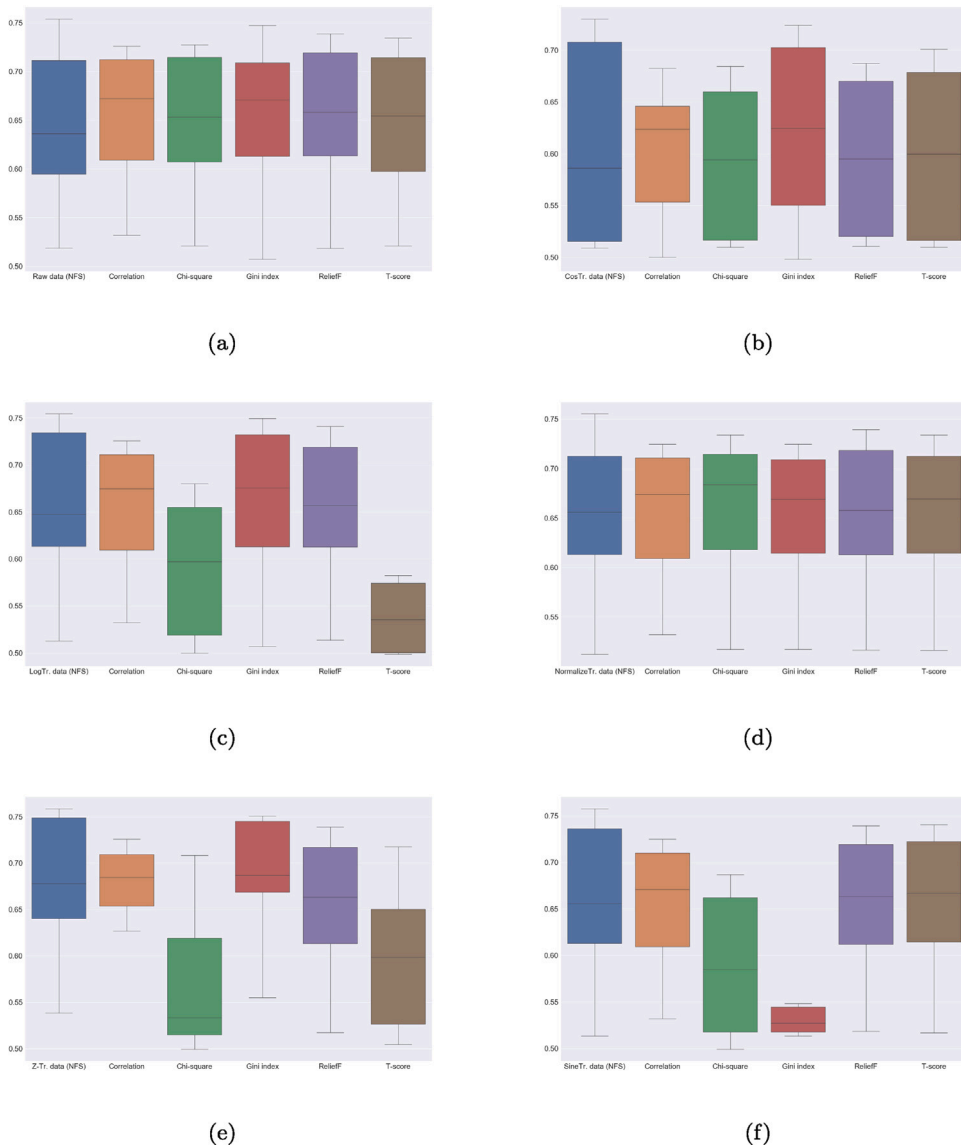 0.75
0.70
0.65
0.60
0.55
0.50
Raw data (NFS) Correlation Chi-square Gini index ReliefF T-score
(a)
0.70
0.65
0.60
0.55
0.50
CosTr. data (NFS) Correlation Chi-square Gini index ReliefF T-score
(b)
0.75
0.70
0.65
0.60
0.55
0.50
LogTr. data (NFS) Correlation Chi-square Gini index ReliefF T-score
(c)
0.75
0.70
0.65
0.60
0.55
NormalizeTr. data (NFS) Correlation Chi-square Gini index ReliefF T-score
(d)
0.75
0.70
0.65
0.60
0.55
0.50
Z-Tr. data (NFS) Correlation Chi-square Gini index ReliefF T-score
(e)
0.75
0.70
0.65
0.60
0.55
0.50
SineTr. data (NFS) Correlation Chi-square Gini index ReliefF T-score
(f)